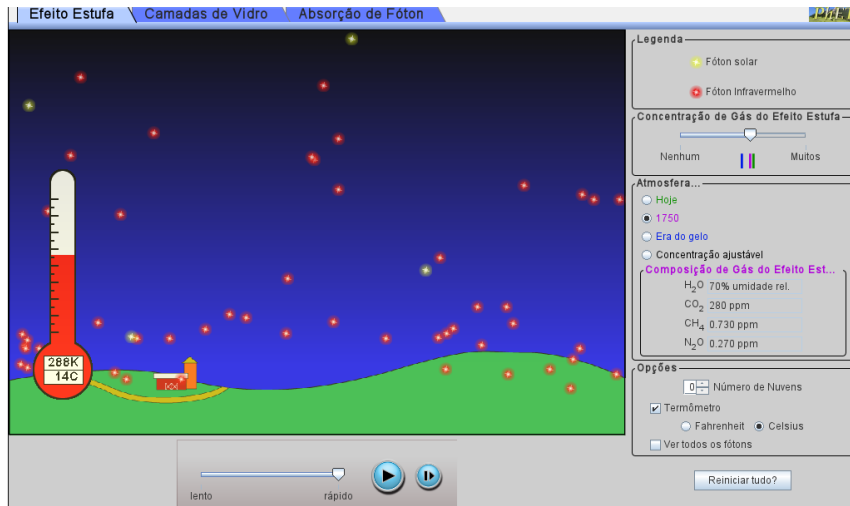 Efeito Estufa
Camadas de Vidro
Absorção de Fóton
PhET
Legenda
Fóton solar
Fóton Infravermelho
Concentração de Gás do Efeito Estufa
Nenhum
Muitos
Atmosfera...
Hoje
1750
Era do gelo
Concentração ajustável
Composição de Gás do Efeito Est...
H2O 70% umidade rel.
CO2 280 ppm
CH4 0.730 ppm
N2O 0.270 ppm
288K
14C
Opções
0 Número de Nuvens
Termômetro
Fahrenheit Celsius
Ver todos os fótons
lento
rápido
Reiniciar tudo?